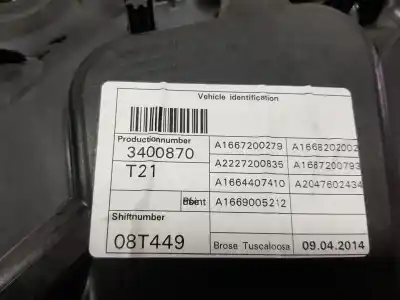 Vehicle identification
Productionnumber
3400870
T21
A1667200279 A1668202002
A2227200835 A1687200793
A1664407410 A2047602434
A1669005212
Shiftnumber
08T449
Brose Tuscaloosa 09.04.2014